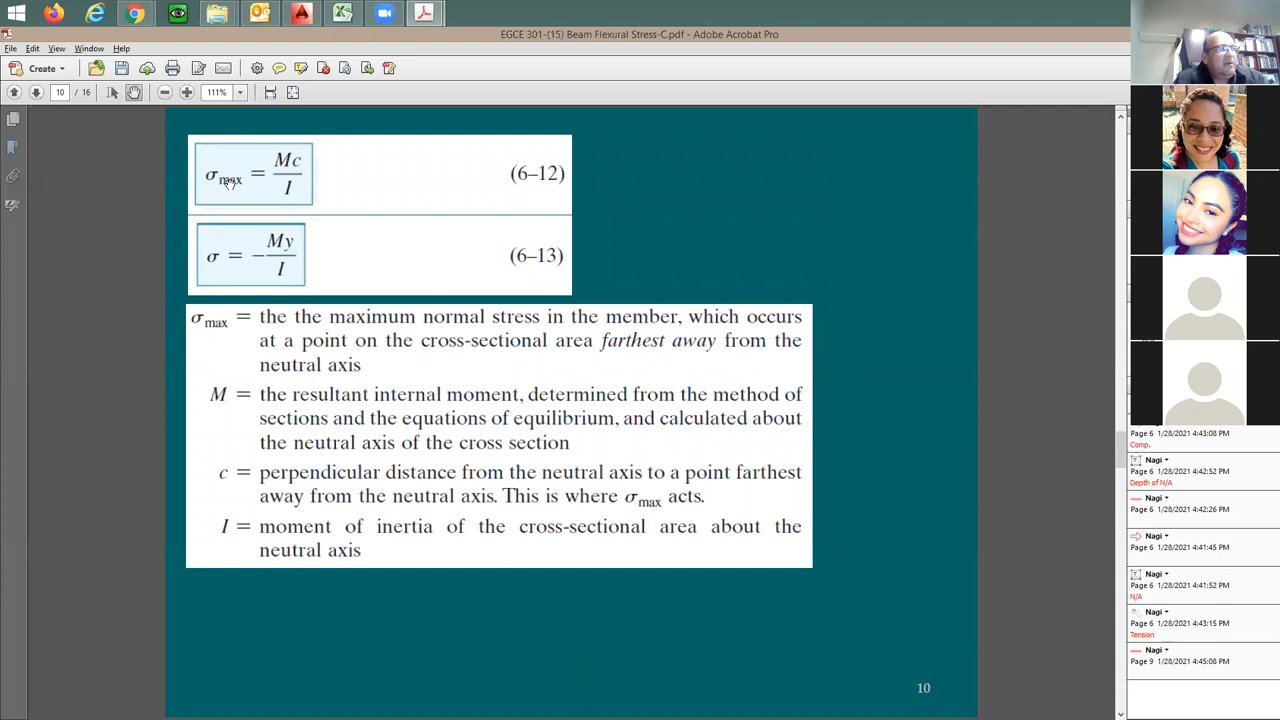 EGCE 301-(15) Beam Flexural Stress-C.pdf - Adobe Acrobat Pro
File Edit View Window Help
Create
10 / 16 111%
σmax = Mc/I (6–12)
σ = −My/I (6–13)
σmax = the the maximum normal stress in the member, which occurs
at a point on the cross-sectional area farthest away from the
neutral axis
M = the resultant internal moment, determined from the method of
sections and the equations of equilibrium, and calculated about
the neutral axis of the cross section
c = perpendicular distance from the neutral axis to a point farthest
away from the neutral axis. This is where σmax acts.
I = moment of inertia of the cross-sectional area about the
neutral axis
10
Page 6 1/28/2021 4:43:08 PM
Comp.
Nagi
Page 6 1/28/2021 4:42:52 PM
Depth of N/A
Nagi
Page 6 1/28/2021 4:42:26 PM
Nagi
Page 6 1/28/2021 4:41:45 PM
Nagi
Page 6 1/28/2021 4:41:52 PM
N/A
Nagi
Page 6 1/28/2021 4:43:15 PM
Tension
Nagi
Page 9 1/28/2021 4:45:08 PM